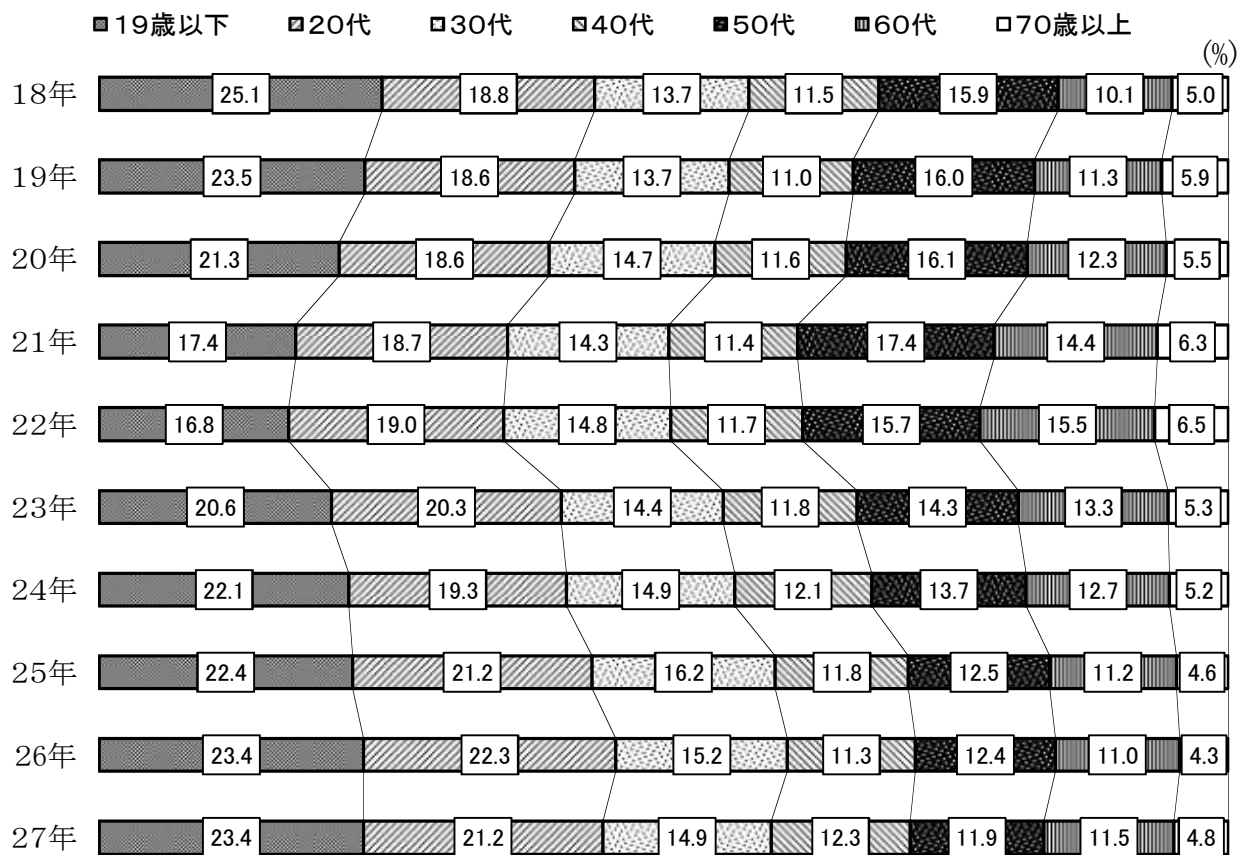 19歳以下 20代 30代 40代 50代 60代 70歳以上
(%)
18年 25.1 18.8 13.7 11.5 15.9 10.1 5.0
19年 23.5 18.6 13.7 11.0 16.0 11.3 5.9
20年 21.3 18.6 14.7 11.6 16.1 12.3 5.5
21年 17.4 18.7 14.3 11.4 17.4 14.4 6.3
22年 16.8 19.0 14.8 11.7 15.7 15.5 6.5
23年 20.6 20.3 14.4 11.8 14.3 13.3 5.3
24年 22.1 19.3 14.9 12.1 13.7 12.7 5.2
25年 22.4 21.2 16.2 11.8 12.5 11.2 4.6
26年 23.4 22.3 15.2 11.3 12.4 11.0 4.3
27年 23.4 21.2 14.9 12.3 11.9 11.5 4.8